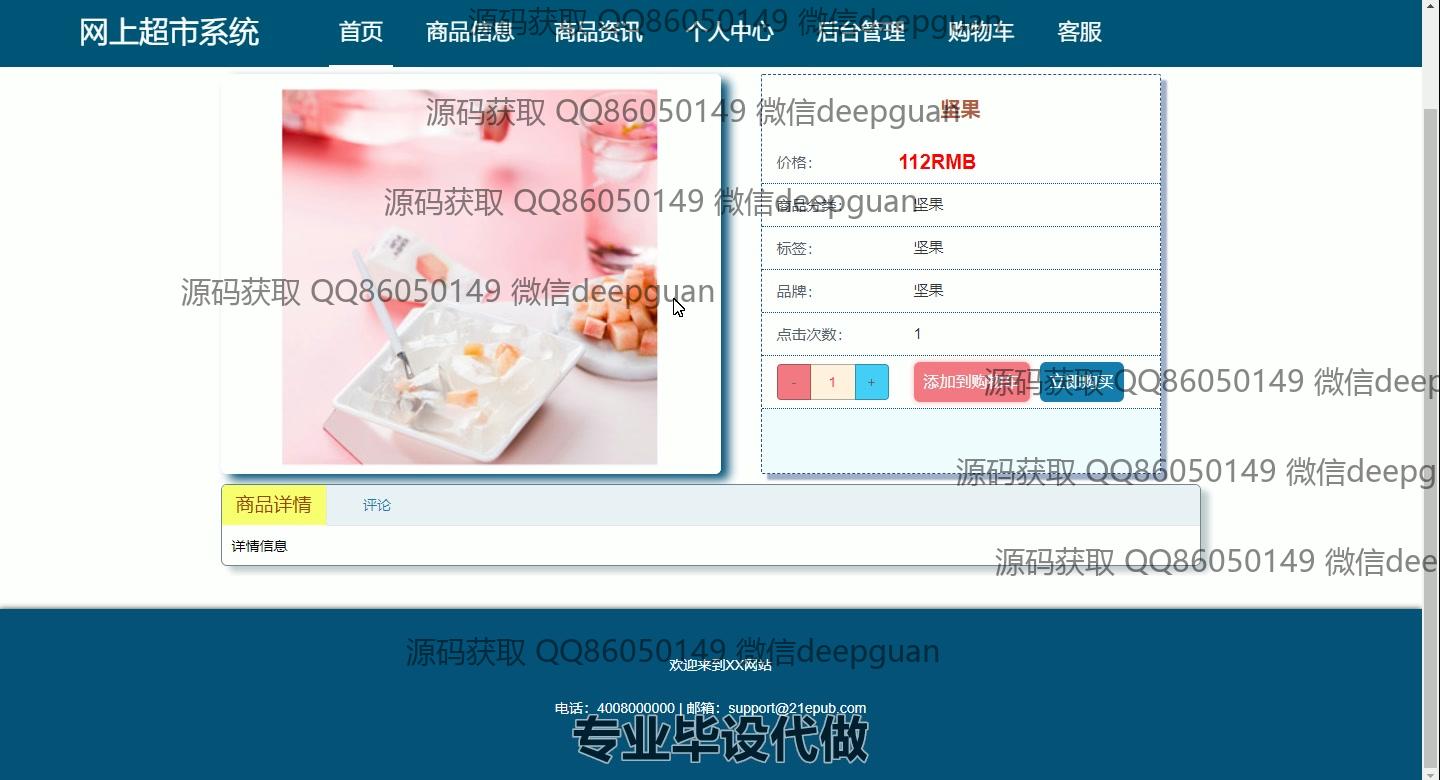 网上超市系统 首页 商品信息 商品资讯 个人中心 后台管理 购物车 客服
源码获取 QQ86050149 微信deepguan
源码获取 QQ86050149 微信deepguan
坚果
价格： 112RMB
源码获取 QQ86050149 微信deepguan
商品分类： 坚果
标签： 坚果
源码获取 QQ86050149 微信deepguan
品牌： 坚果
点击次数： 1
- 1 + 添加到购物车 立即购买
源码获取 QQ86050149 微信deep
源码获取 QQ86050149 微信deepg
商品详情 评论
详情信息
源码获取 QQ86050149 微信dee
源码获取 QQ86050149 微信deepguan
欢迎来到XX网站
电话：4008000000 | 邮箱：support@21epub.com
专业毕设代做